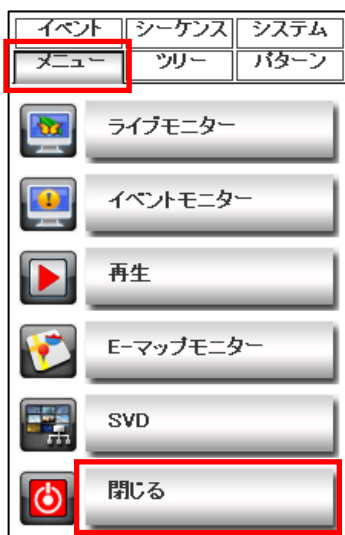 イベント シーケンス システム
メニュー ツリー パターン
ライブモニター
イベントモニター
再生
E-マップモニター
SVD
閉じる